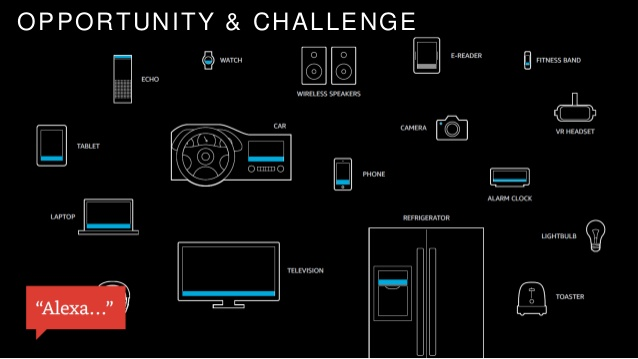 OPPORTUNITY & CHALLENGE
ECHO
WATCH
WIRELESS SPEAKERS
E-READER
FITNESS BAND
TABLET
CAR
CAMERA
VR HEADSET
PHONE
ALARM CLOCK
LAPTOP
REFRIGERATOR
LIGHTBULB
TELEVISION
TOASTER
“Alexa...”